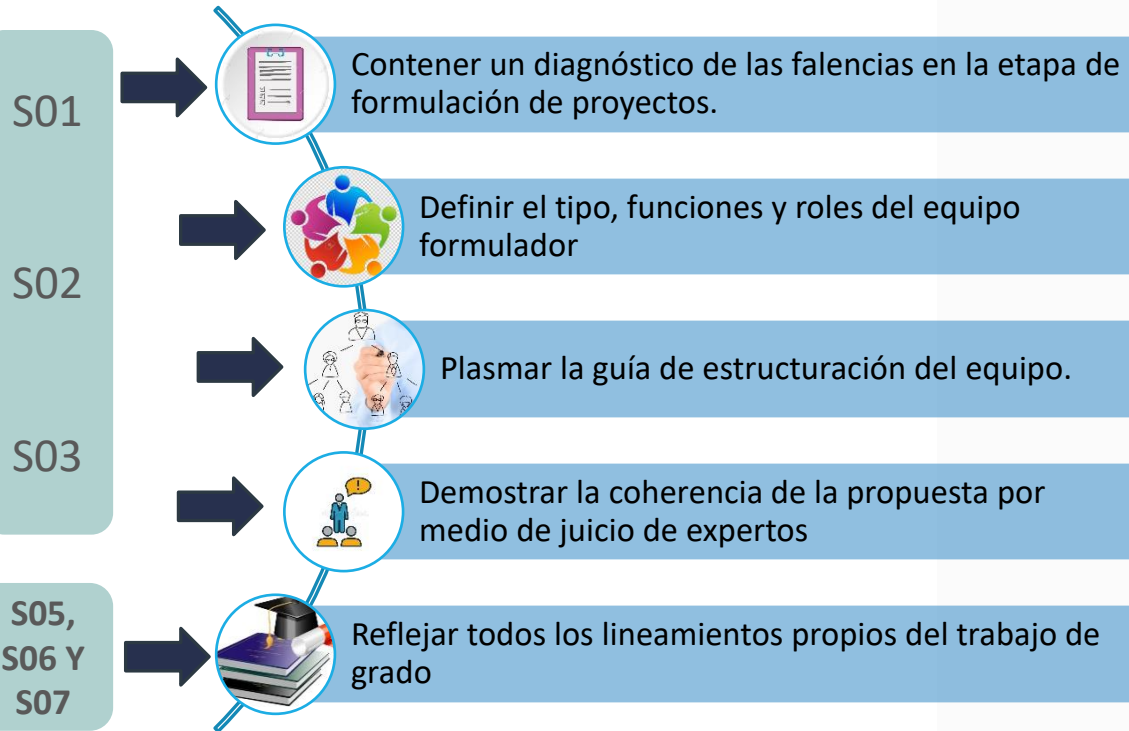 S01
Contener un diagnóstico de las falencias en la etapa de
formulación de proyectos.
S02
Definir el tipo, funciones y roles del equipo
formulador
Plasmar la guía de estructuración del equipo.
S03
Demostrar la coherencia de la propuesta por
medio de juicio de expertos
S05,
S06 Y
S07
Reflejar todos los lineamientos propios del trabajo de
grado